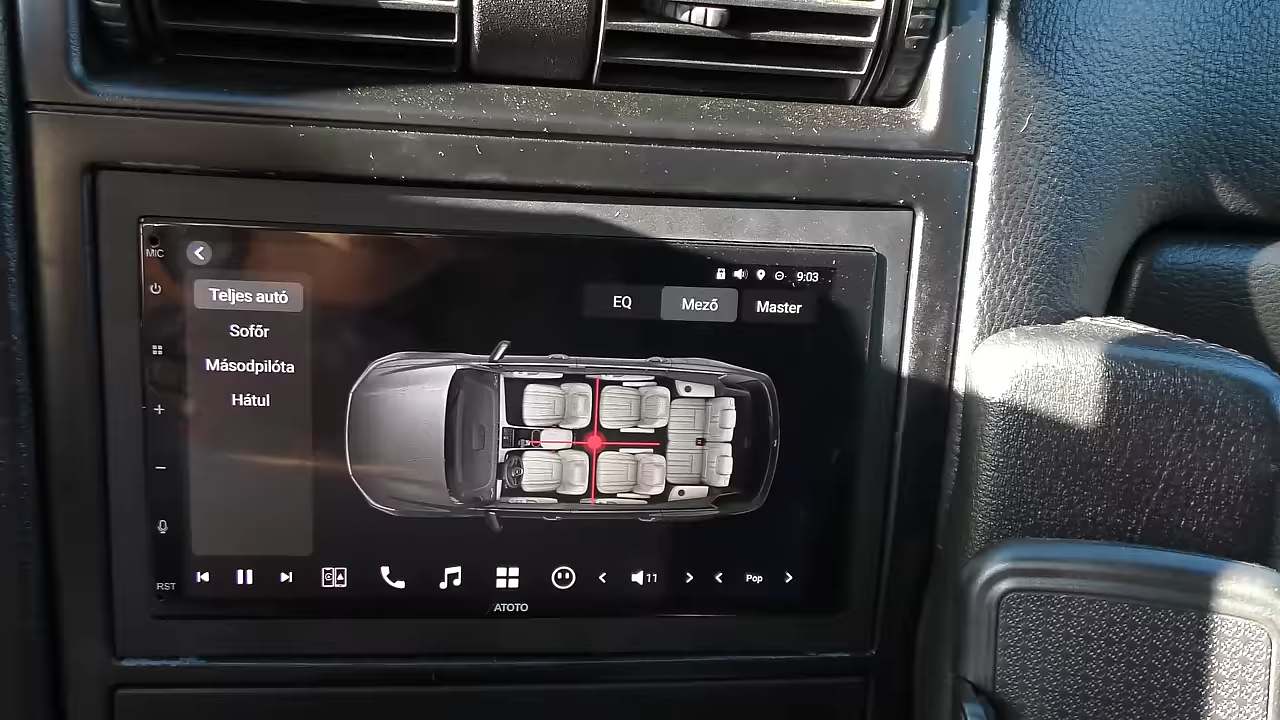 MIC
9:03
Teljes autó
EQ
Mező
Master
Sofőr
Másodpilóta
Hátul
RST
11
Pop
ATOTO